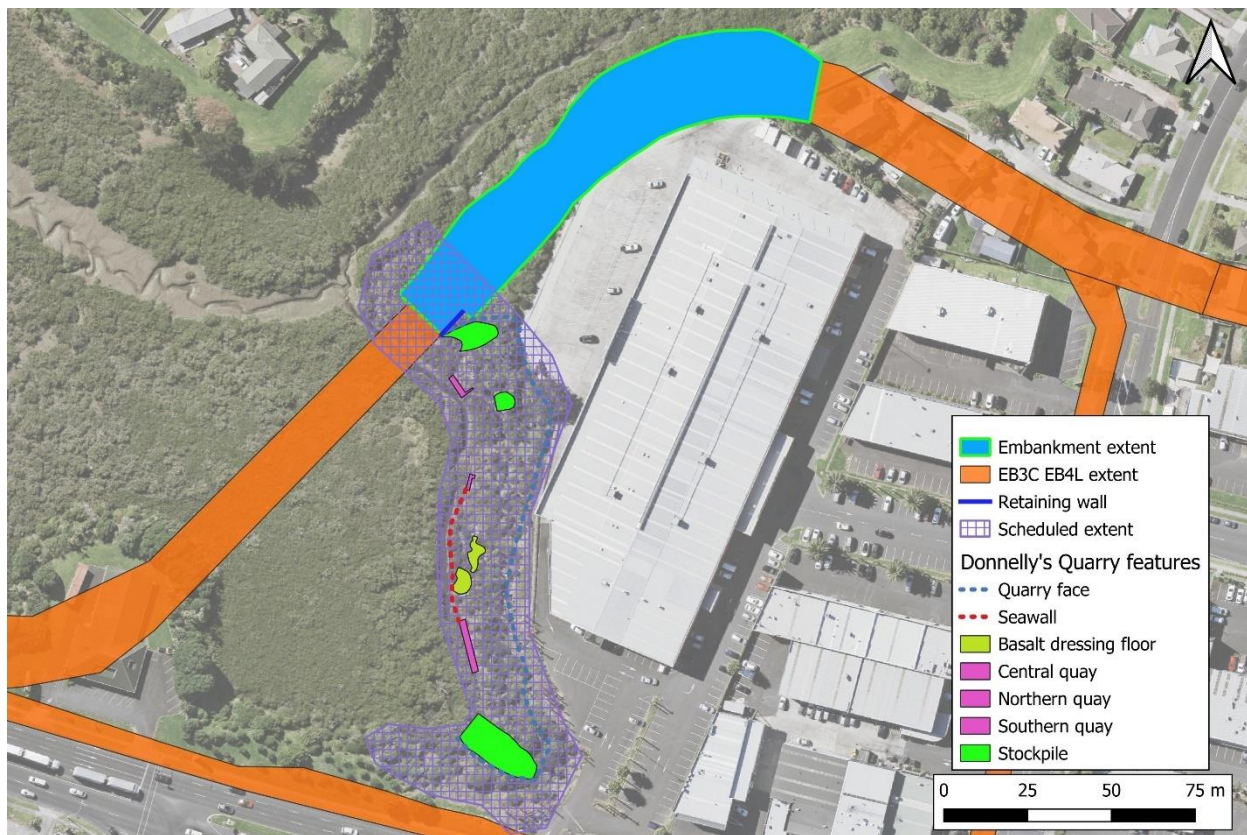 Embankment extent
EB3C EB4L extent
Retaining wall
Scheduled extent
Donnelly's Quarry features
Quarry face
Seawall
Basalt dressing floor
Central quay
Northern quay
Southern quay
Stockpile
0 25 50 75 m